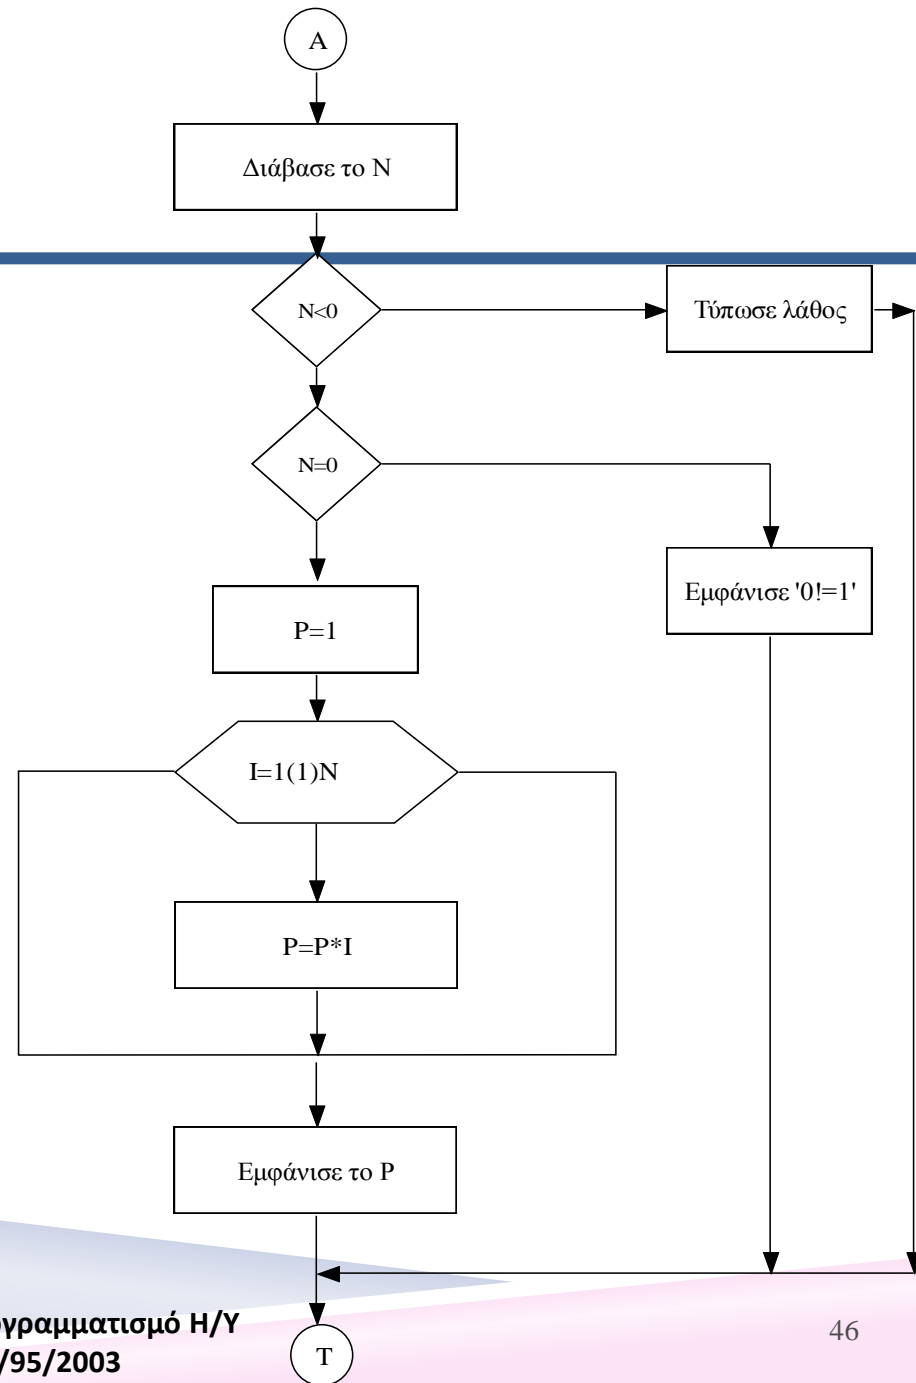 Α
Διάβασε το Ν
N<0
Τύπωσε λάθος
N=0
Εμφάνισε '0!=1'
P=1
I=1(1)N
P=P*I
Εμφάνισε το P
γραμματισμό Η/Υ
46
/95/2003
Τ